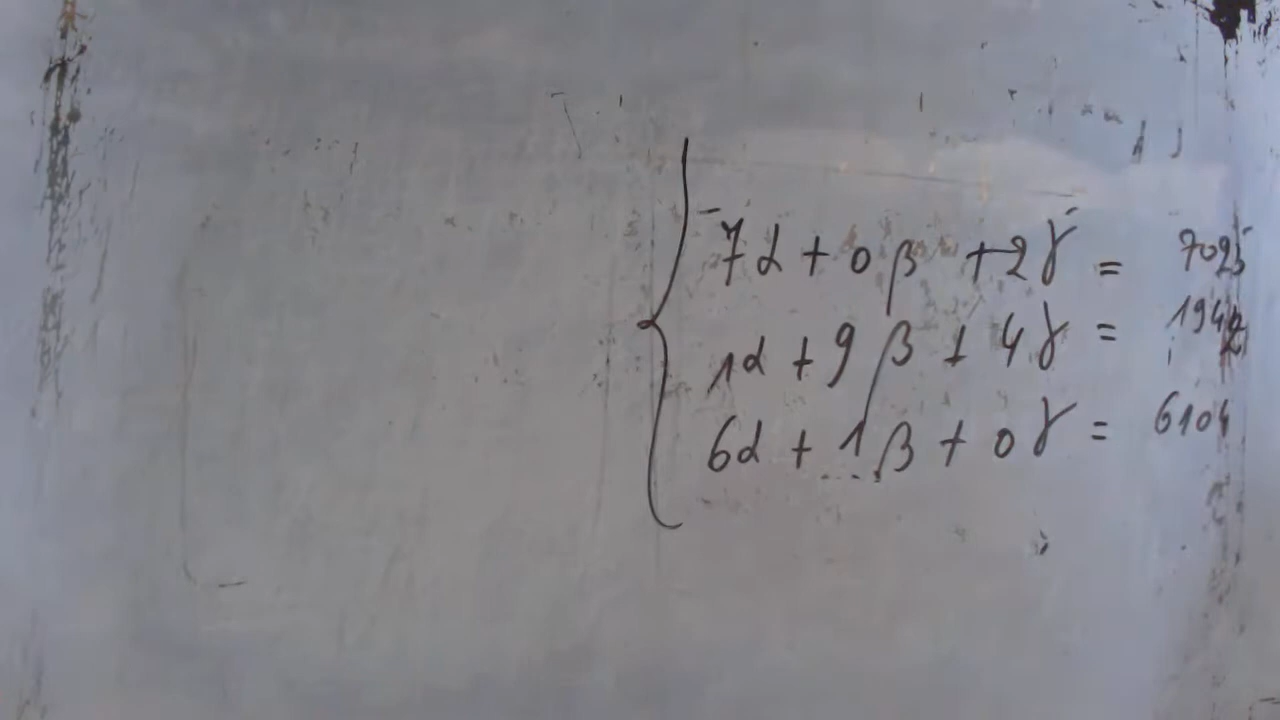 7α + 0β + 2γ = 7025
1α + 9β + 4γ = 1942
6α + 1β + 0γ = 6104